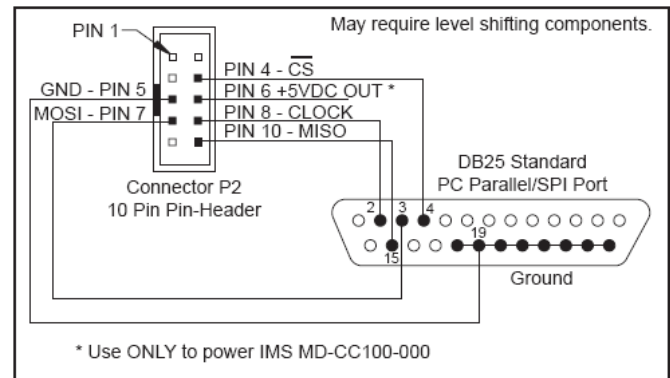 May require level shifting components.
PIN 1
PIN 4 - CS
GND - PIN 5
PIN 6 +5VDC OUT *
MOSI - PIN 7
PIN 8 - CLOCK
PIN 10 - MISO
Connector P2
10 Pin Pin-Header
DB25 Standard
PC Parallel/SPI Port
2 3 4
19
15
Ground
* Use ONLY to power IMS MD-CC100-000